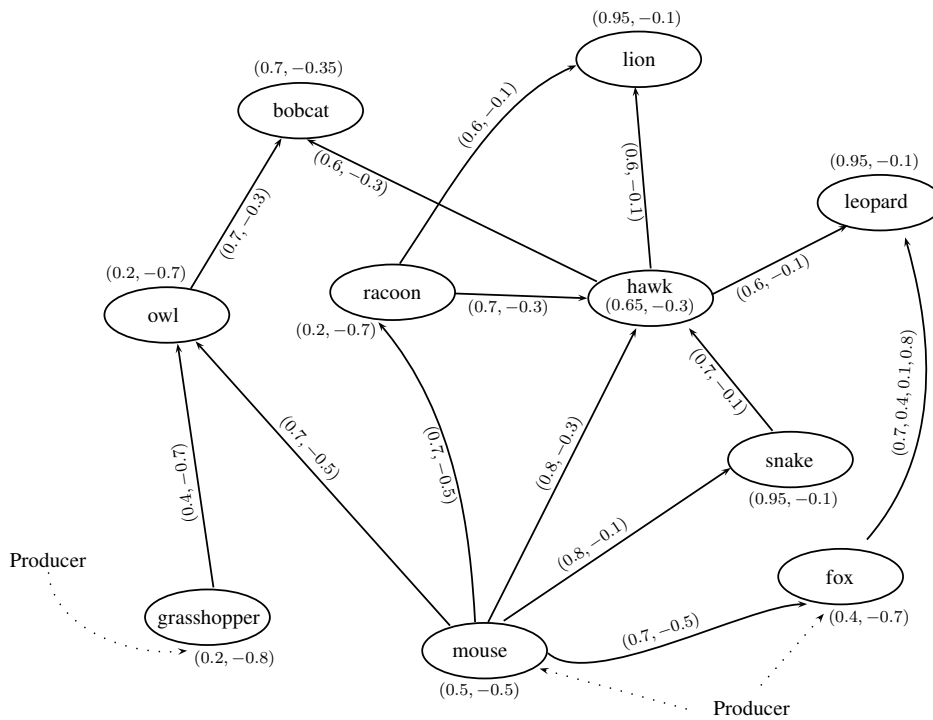 (0.95, −0.1)
lion
(0.7, −0.35)
bobcat
(0.6, −0.1)
(0.6, −0.3)
(0.6, −0.1)
(0.95, −0.1)
leopard
(0.7, −0.3)
(0.2, −0.7)
owl
racoon
(0.2, −0.7)
(0.7, −0.3)
hawk
(0.65, −0.3)
(0.6, −0.1)
(0.7, −0.1)
(0.7, 0.4, 0.1, 0.8)
(0.7, −0.5)
(0.7, −0.5)
(0.8, −0.3)
snake
(0.95, −0.1)
(0.4, −0.7)
(0.8, −0.1)
Producer
fox
(0.4, −0.7)
grasshopper
(0.2, −0.8)
(0.7, −0.5)
mouse
(0.5, −0.5)
Producer